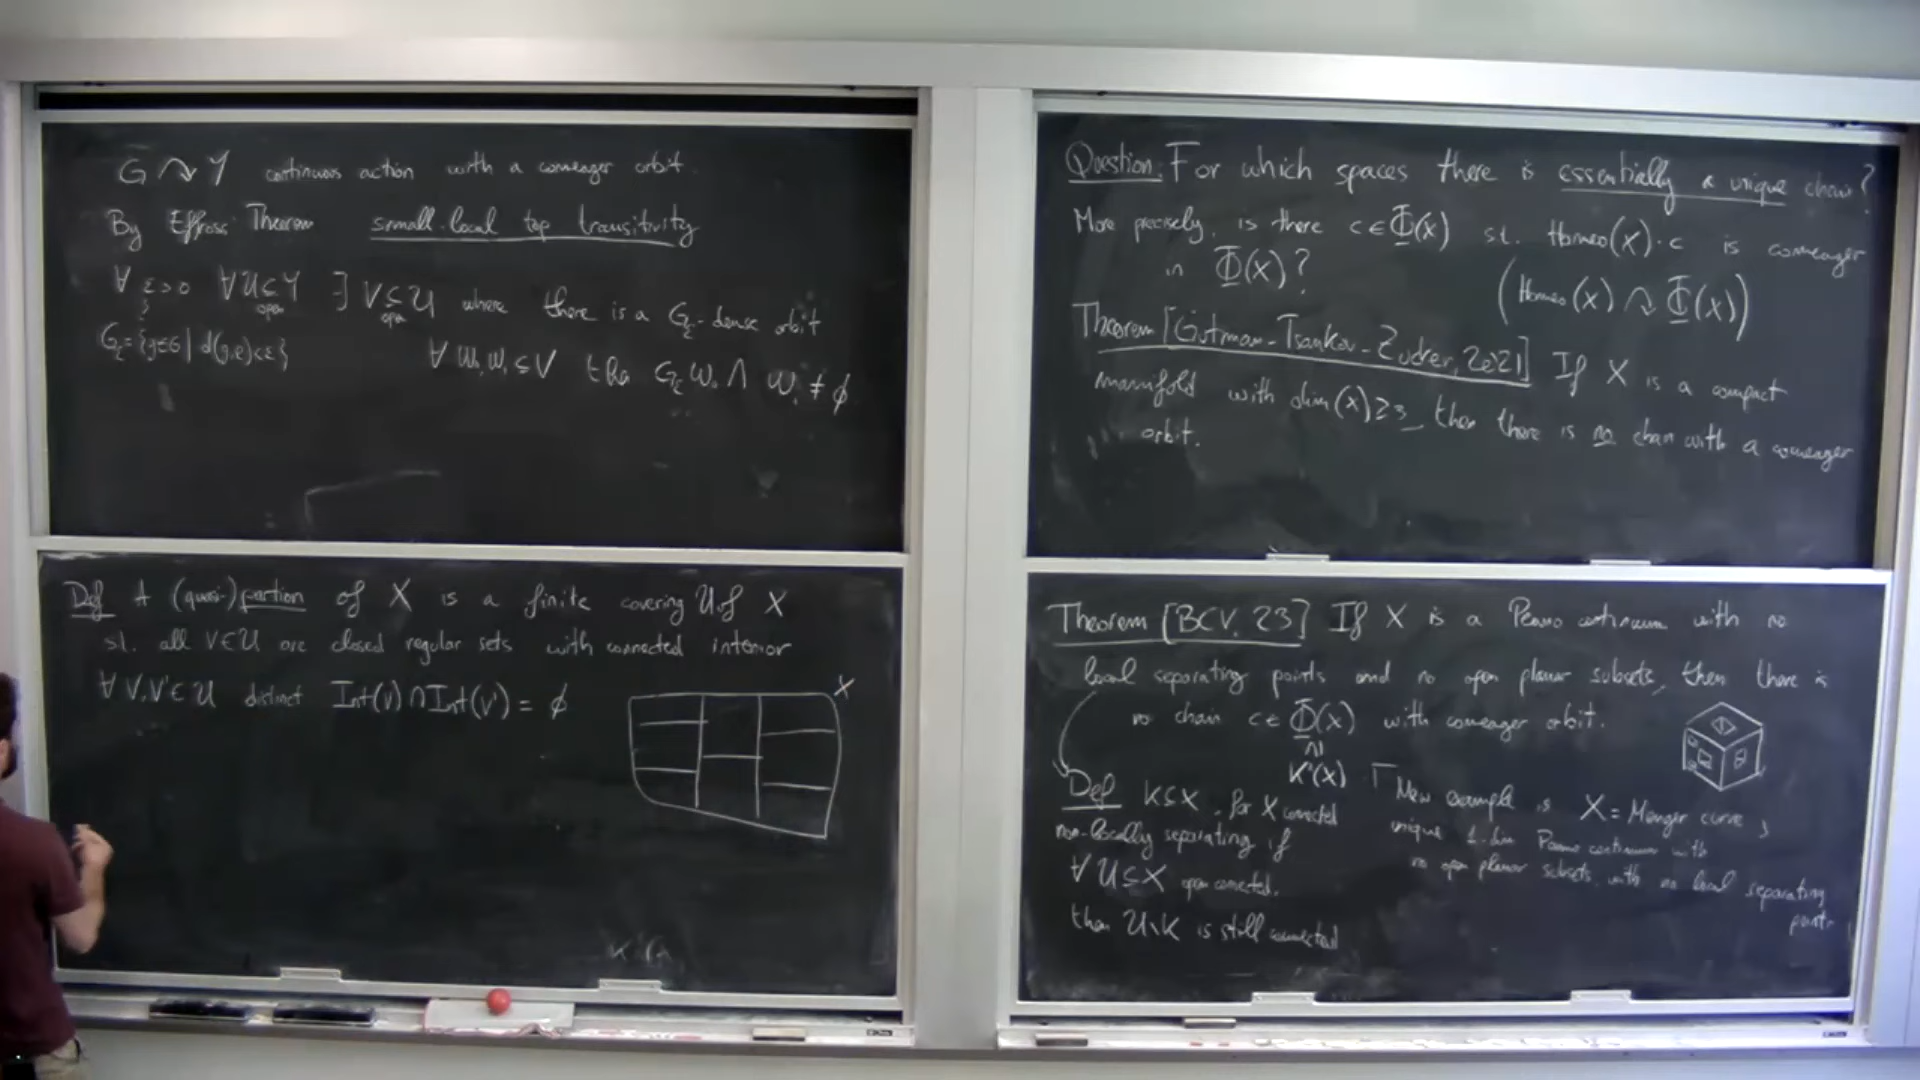 G ↷ Y continuous action with a comeager orbit.
By Effros Theorem small local top transitivity
∀ ε>0 ∀ U ⊆ Y open ∃ V ⊆ U open where there is a G_ε-dense orbit
G_ε = {g∈G | d(g,e)<ε} ∀ W₀, W₁ ⊆ V then G_ε W₀ ∩ W₁ ≠ ∅
Def A (quasi-)partion of X is a finite covering U of X
st. all V∈U are closed regular sets with connected interior
∀ V,V'∈U distinct Int(V) ∩ Int(V') = ∅
X
Question: For which spaces there is essentially a unique chain?
More precisely, is there c∈Φ(X) st. Homeo(X)·c is comeager
in Φ(X)? (Homeo(X) ↷ Φ(X))
Theorem [Gutman-Tsankov-Zucker, 2021] If X is a compact
manifold with dim(X)≥3, then there is no chain with a comeager
orbit.
Theorem [BCV, 23] If X is a Peano continuum with no
local separating points and no open planar subsets, then there is
no chain c∈Φ(X) with comeager orbit.
∩|
K²(X)
Def K⊆X, for X connected
non-locally separating if
∀ U⊆X open connected,
then U\K is still connected
New example is X = Menger curve,
unique 1-dim Peano continuum with
no open planar subsets, with no local separating
points